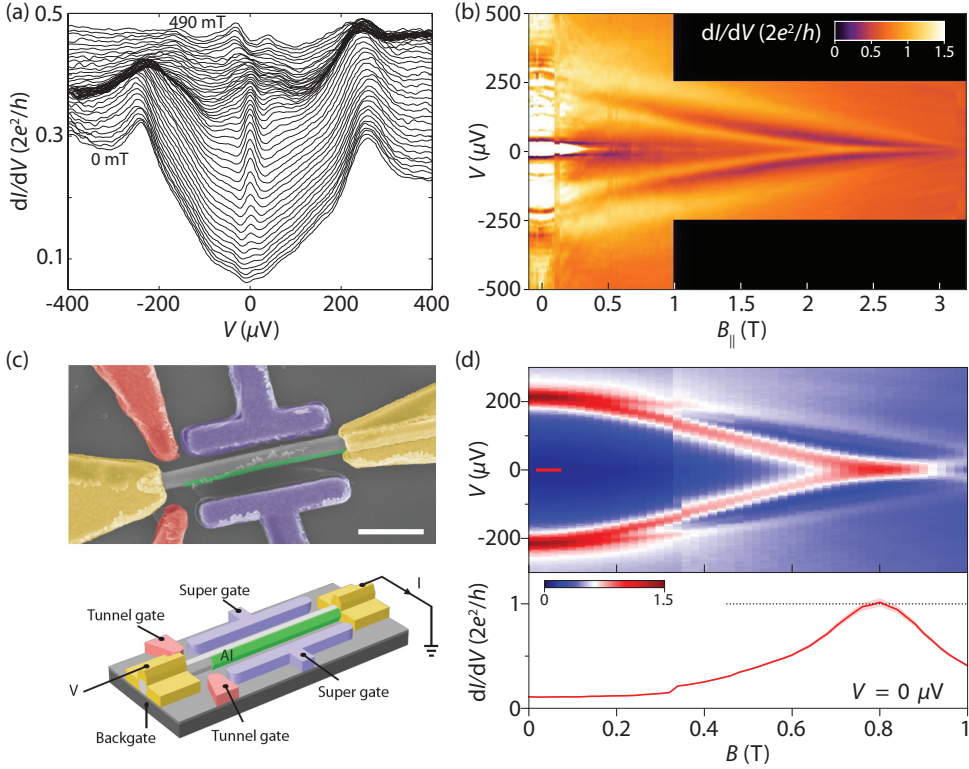 (a)
0.5
0.3
0.1
dI/dV (2e²/h)
490 mT
0 mT
-400
-200
0
200
400
V (µV)
(b)
500
250
0
-250
-500
V (µV)
dI/dV (2e²/h)
0
0.5
1
1.5
0
0.5
1
1.5
2
2.5
3
B∥ (T)
(c)
Super gate
Tunnel gate
Al
I
V
Super gate
Backgate
Tunnel gate
(d)
200
0
-200
V (µV)
0
1.5
1
0
dI/dV (2e²/h)
V = 0 µV
0
0.2
0.4
0.6
0.8
1
B (T)